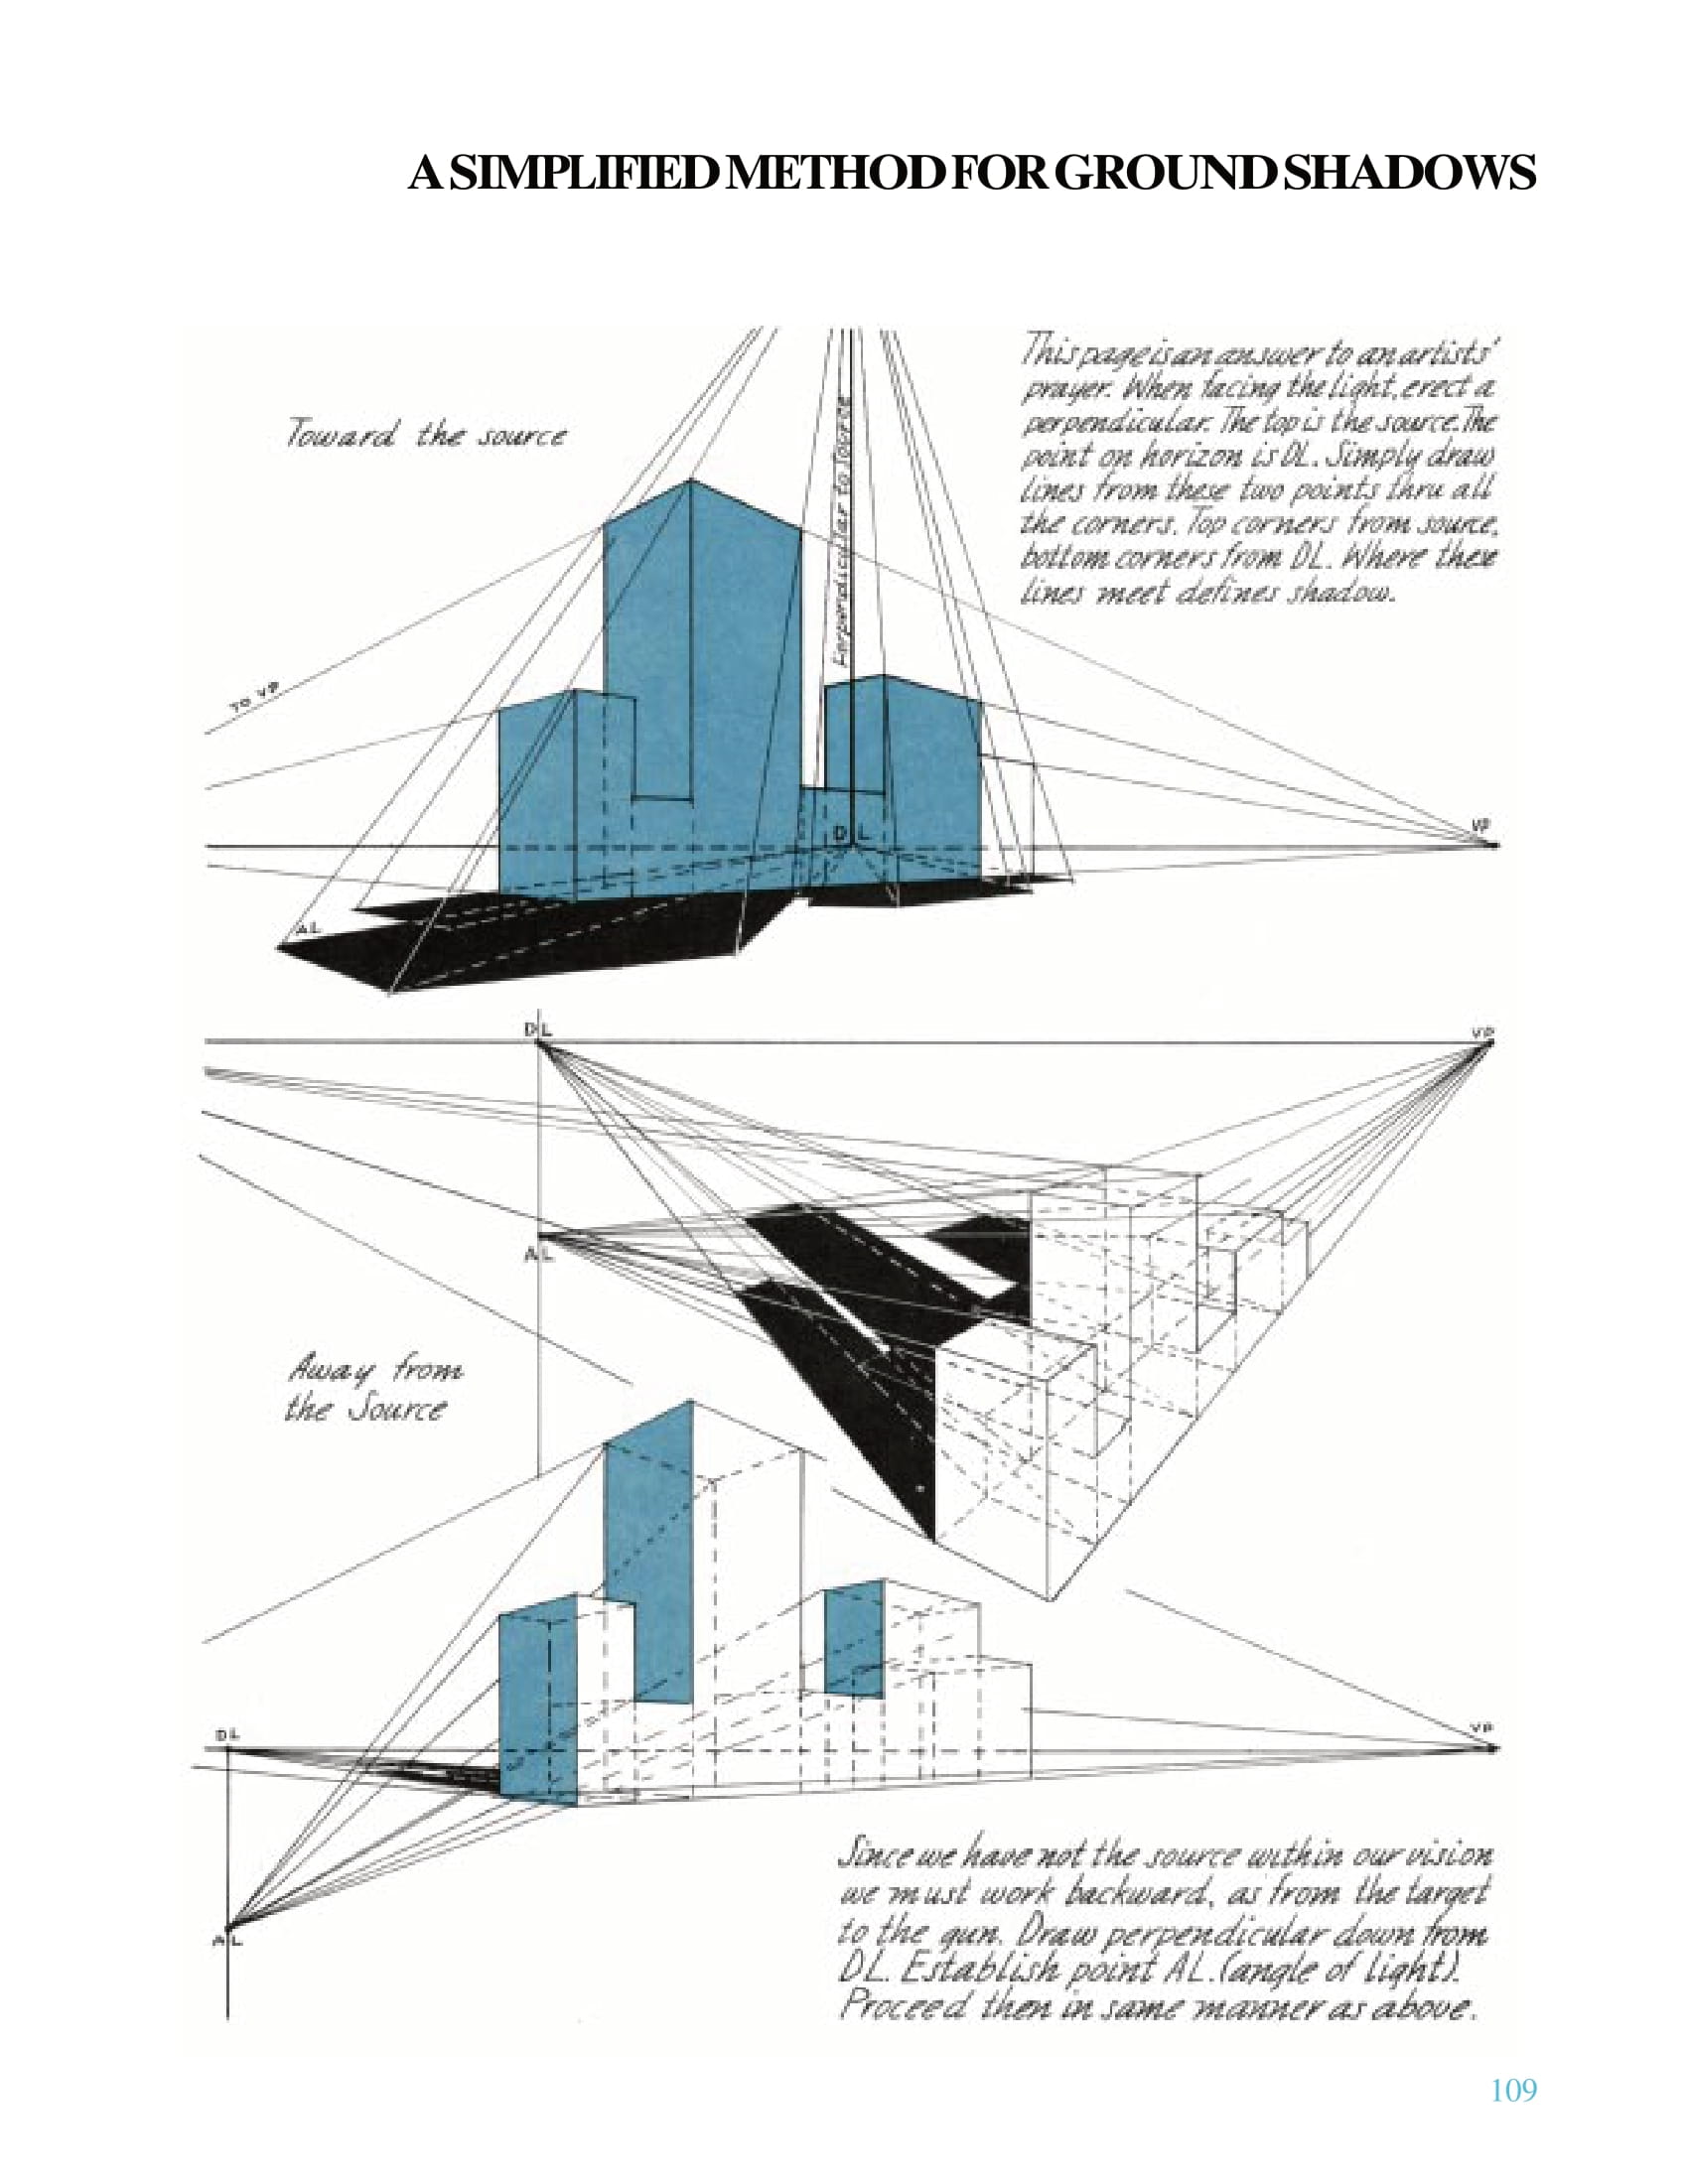 A SIMPLIFIED METHOD FOR GROUND SHADOWS
Toward the source
This page is an answer to an artists'
prayer. When facing the light, erect a
perpendicular. The top is the source. The
point on horizon is DL. Simply draw
lines from these two points thru all
the corners. Top corners from source,
bottom corners from DL. Where these
lines meet defines shadow.
Perpendicular to Source
TO VP
VP
DL
AL
DL
VP
AL
Away from
the Source
DL
VP
AL
Since we have not the source within our vision
we must work backward, as from the target
to the gun. Draw perpendicular down from
DL. Establish point AL. (angle of light).
Proceed then in same manner as above.
109